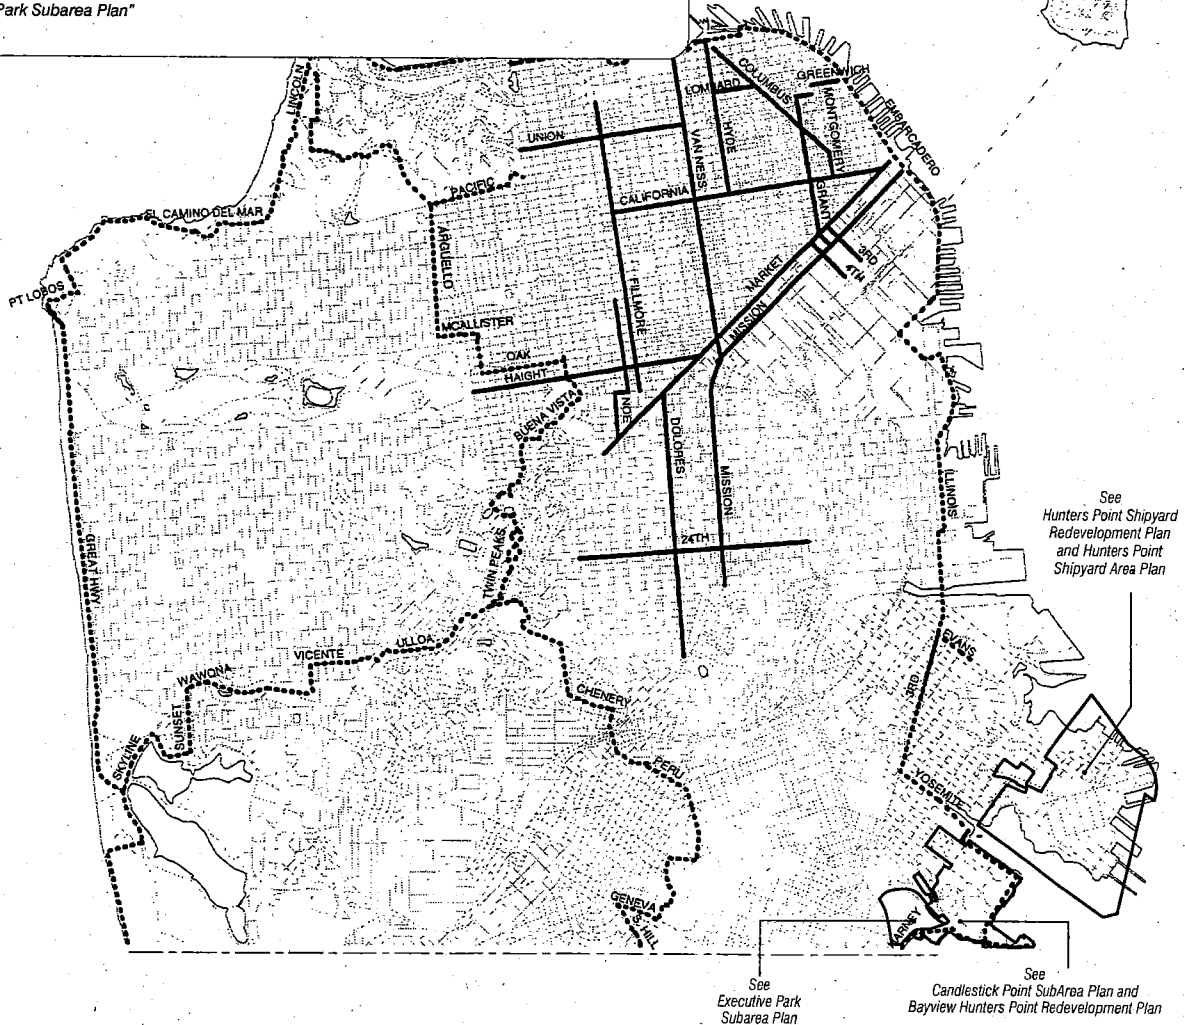 Park Subarea Plan"
LINCOLN
LOMBARD
COLUMBUS
GREENWICH
MONTGOMERY
EMBARCADERO
UNION
VAN NESS
HYDE
PACIFIC
CALIFORNIA
GRANT
EL CAMINO DEL MAR
ARGUELLO
3RD
4TH
MARKET
PT LOBOS
FILLMORE
MISSION
MCALLISTER
OAK
HAIGHT
BUENA VISTA
NOE
DOLORES
MISSION
ILLINOIS
See
Hunters Point Shipyard
Redevelopment Plan
and Hunters Point
Shipyard Area Plan
24TH
GREAT HWY
TWIN PEAKS
ULLOA
VICENTE
EVANS
WAWONA
3RD
CHENERY
SUNSET
SKYLINE
PERU
YOSEMITE
GENEVA
S HILL
See
Executive Park
Subarea Plan
See
Candlestick Point SubArea Plan and
Bayview Hunters Point Redevelopment Plan